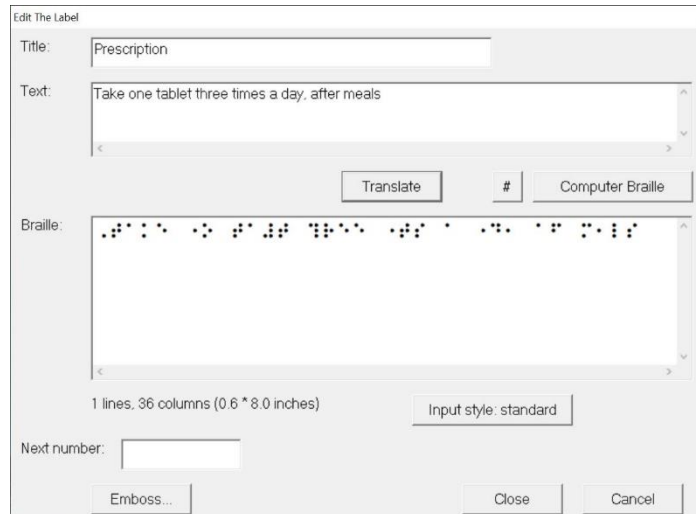 Edit The Label
Title: Prescription
Text: Take one tablet three times a day, after meals
Translate # Computer Braille
Braille: ⠠⠞⠁⠅⠑ ⠐⠕ ⠞⠁⠼⠞ ⠹⠗⠑⠑ ⠐⠞⠎ ⠁ ⠐⠙⠂ ⠁⠋ ⠍⠂⠇⠎
1 lines, 36 columns (0.6 * 8.0 inches)
Input style: standard
Next number:
Emboss... Close Cancel